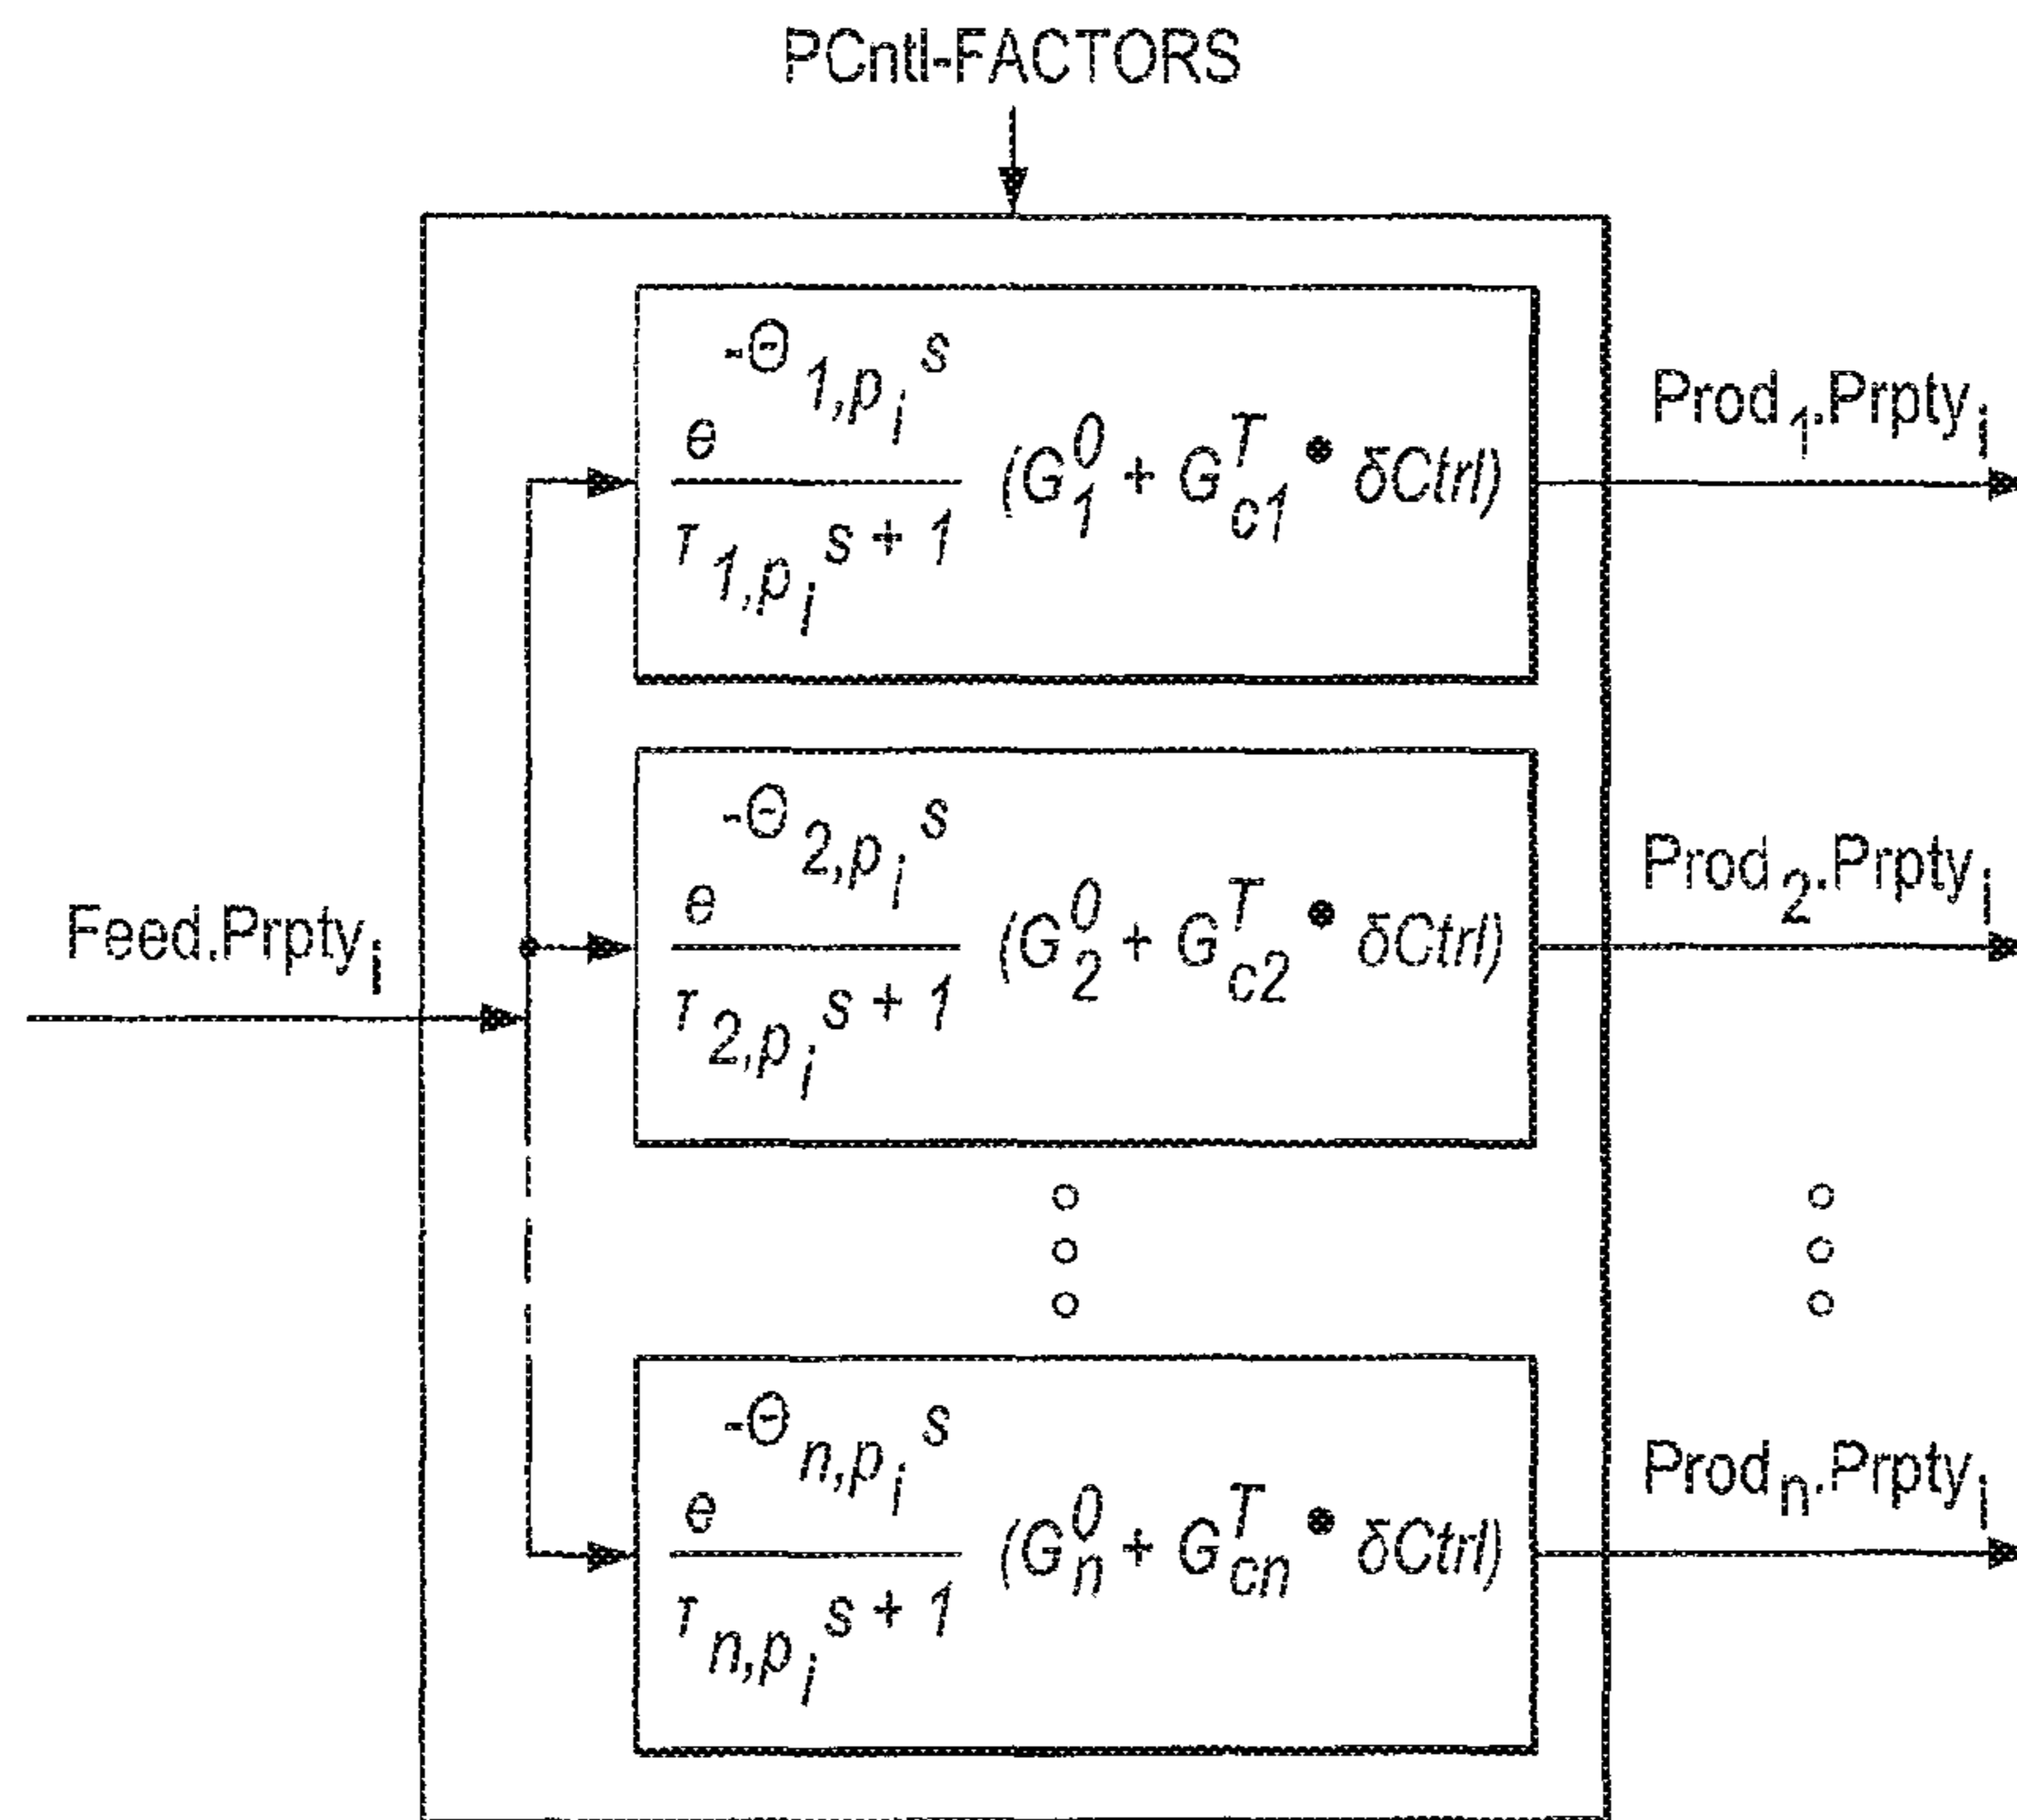 PCntl-FACTORS
e^{-Θ_{1,p_i} s} / τ_{1,p_i} s + 1 (G_1^0 + G_{c1}^T • δCtrl)
Prod_1.Prpty_i
Feed.Prpty_i
e^{-Θ_{2,p_i} s} / τ_{2,p_i} s + 1 (G_2^0 + G_{c2}^T • δCtrl)
Prod_2.Prpty_i
e^{-Θ_{n,p_i} s} / τ_{n,p_i} s + 1 (G_n^0 + G_{cn}^T • δCtrl)
Prod_n.Prpty_i